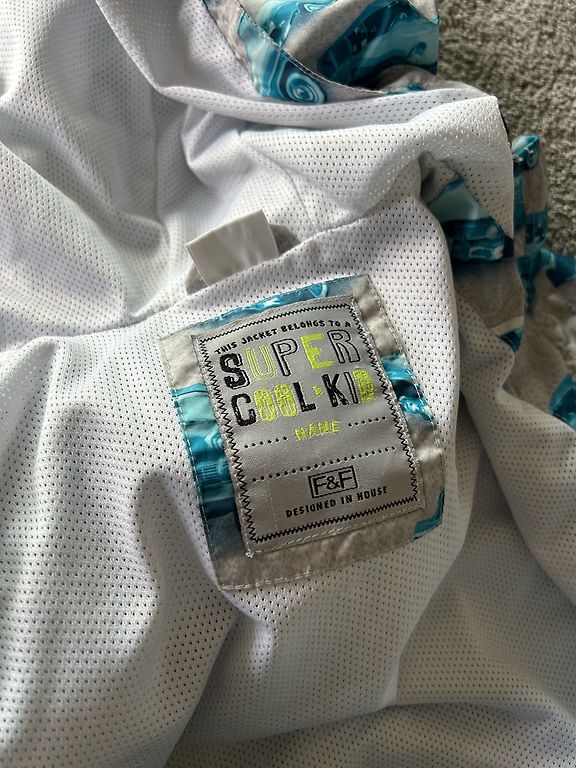 THIS JACKET BELONGS TO A
SUPER
COOL·KID
NAME
F&F
DESIGNED IN HOUSE